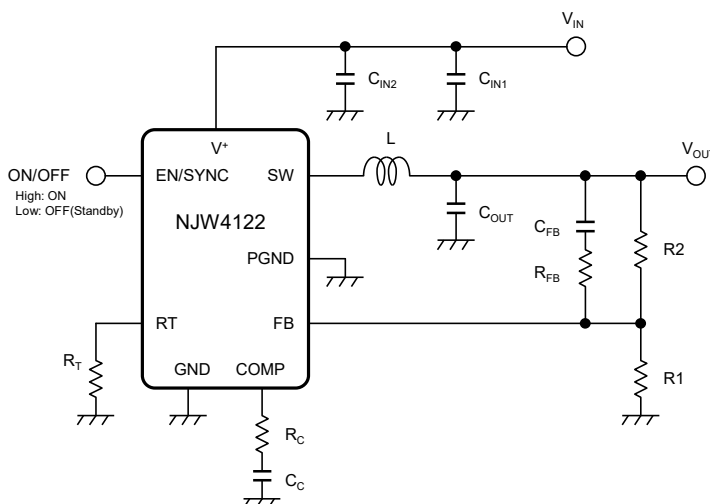 V_IN
C_IN2
C_IN1
V⁺
L
ON/OFF
High: ON
Low: OFF(Standby)
EN/SYNC
SW
V_OUT
NJW4122
C_OUT
C_FB
R2
PGND
R_FB
RT
FB
R_T
GND
COMP
R1
R_C
C_C